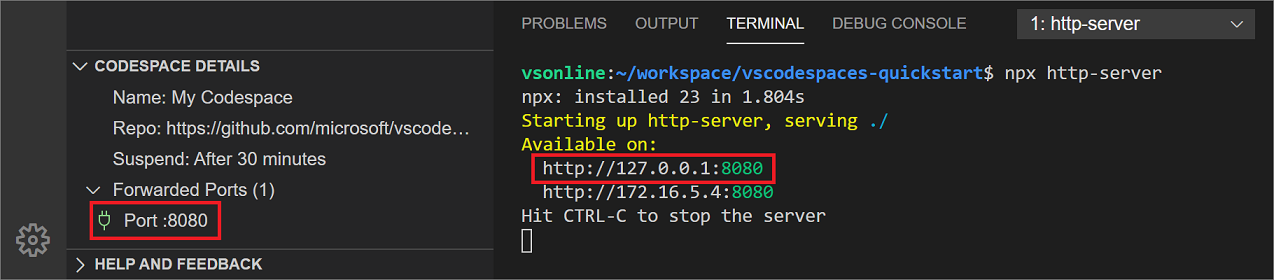 CODESPACE DETAILS
Name: My Codespace
Repo: https://github.com/microsoft/vscode…
Suspend: After 30 minutes
Forwarded Ports (1)
Port :8080
HELP AND FEEDBACK
PROBLEMS OUTPUT TERMINAL DEBUG CONSOLE 1: http-server
vsonline:~/workspace/vscodespaces-quickstart$ npx http-server
npx: installed 23 in 1.804s
Starting up http-server, serving ./
Available on:
http://127.0.0.1:8080
http://172.16.5.4:8080
Hit CTRL-C to stop the server